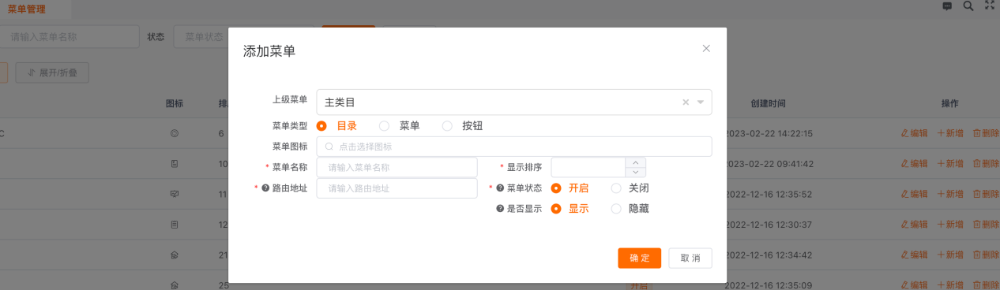 菜单管理
请输入菜单名称 状态 菜单状态
展开/折叠
添加菜单
图标 排 创建时间 操作
上级菜单 主类目
菜单类型 目录 菜单 按钮
菜单图标 点击选择图标
* 菜单名称 请输入菜单名称 * 显示排序
* 路由地址 请输入路由地址 * 菜单状态 开启 关闭
是否显示 显示 隐藏
确定 取消
C 6 2023-02-22 14:22:15 编辑 +新增 删除
10 2023-02-22 09:41:42 编辑 +新增 删除
11 2022-12-16 12:35:52 编辑 +新增 删除
12 2022-12-16 12:30:37 编辑 +新增 删除
21 2022-12-16 12:34:42 编辑 +新增 删除
25 开启 2022-12-16 12:35:09 编辑 +新增 删除